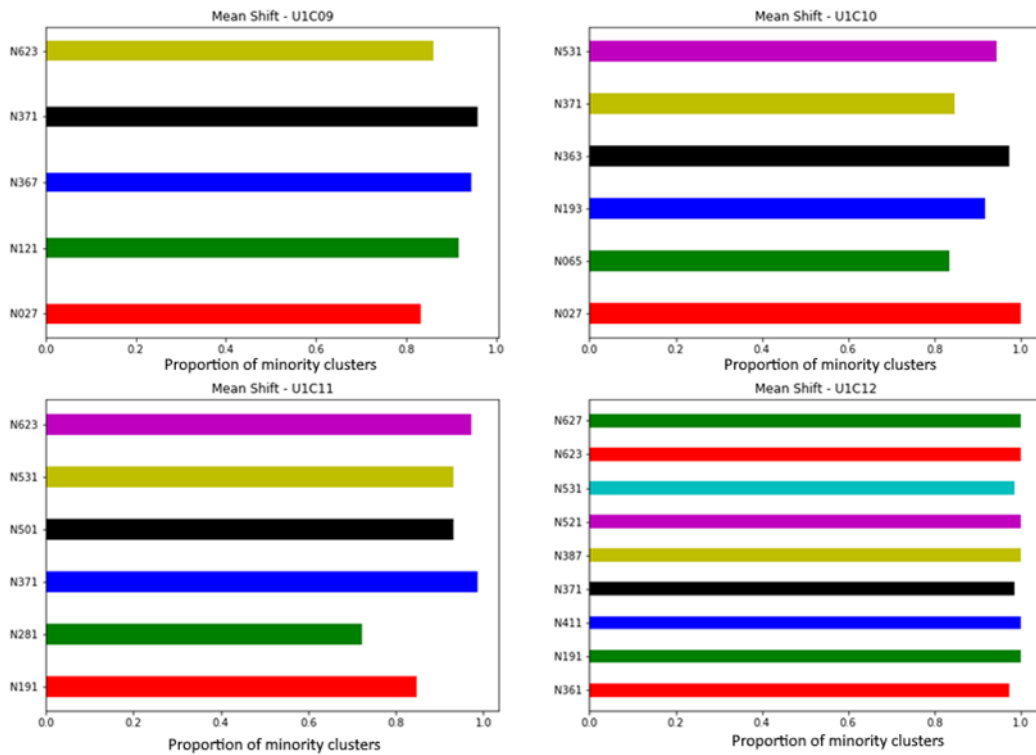 Mean Shift - U1C09
N623
N371
N367
N121
N027
0.0 0.2 0.4 0.6 0.8 1.0
Proportion of minority clusters
Mean Shift - U1C10
N531
N371
N363
N193
N065
N027
0.0 0.2 0.4 0.6 0.8 1.0
Proportion of minority clusters
Mean Shift - U1C11
N623
N531
N501
N371
N281
N191
0.0 0.2 0.4 0.6 0.8 1.0
Proportion of minority clusters
Mean Shift - U1C12
N627
N623
N531
N521
N387
N371
N411
N191
N361
0.0 0.2 0.4 0.6 0.8 1.0
Proportion of minority clusters